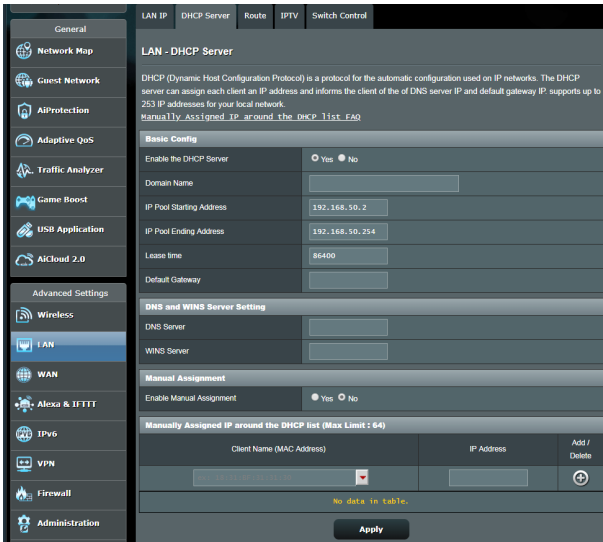 LAN IP DHCP Server Route IPTV Switch Control
General
Network Map
Guest Network
AiProtection
Adaptive QoS
Traffic Analyzer
Game Boost
USB Application
AiCloud 2.0
Advanced Settings
Wireless
LAN
WAN
Alexa & IFTTT
IPv6
VPN
Firewall
Administration
LAN - DHCP Server
DHCP (Dynamic Host Configuration Protocol) is a protocol for the automatic configuration used on IP networks. The DHCP
server can assign each client an IP address and informs the client of the of DNS server IP and default gateway IP. supports up to
253 IP addresses for your local network.
Manually Assigned IP around the DHCP list FAQ
Basic Config
Enable the DHCP Server Yes No
Domain Name
IP Pool Starting Address 192.168.50.2
IP Pool Ending Address 192.168.50.254
Lease time 86400
Default Gateway
DNS and WINS Server Setting
DNS Server
WINS Server
Manual Assignment
Enable Manual Assignment Yes No
Manually Assigned IP around the DHCP list (Max Limit : 64)
Client Name (MAC Address) IP Address Add /
Delete
No data in table.
Apply